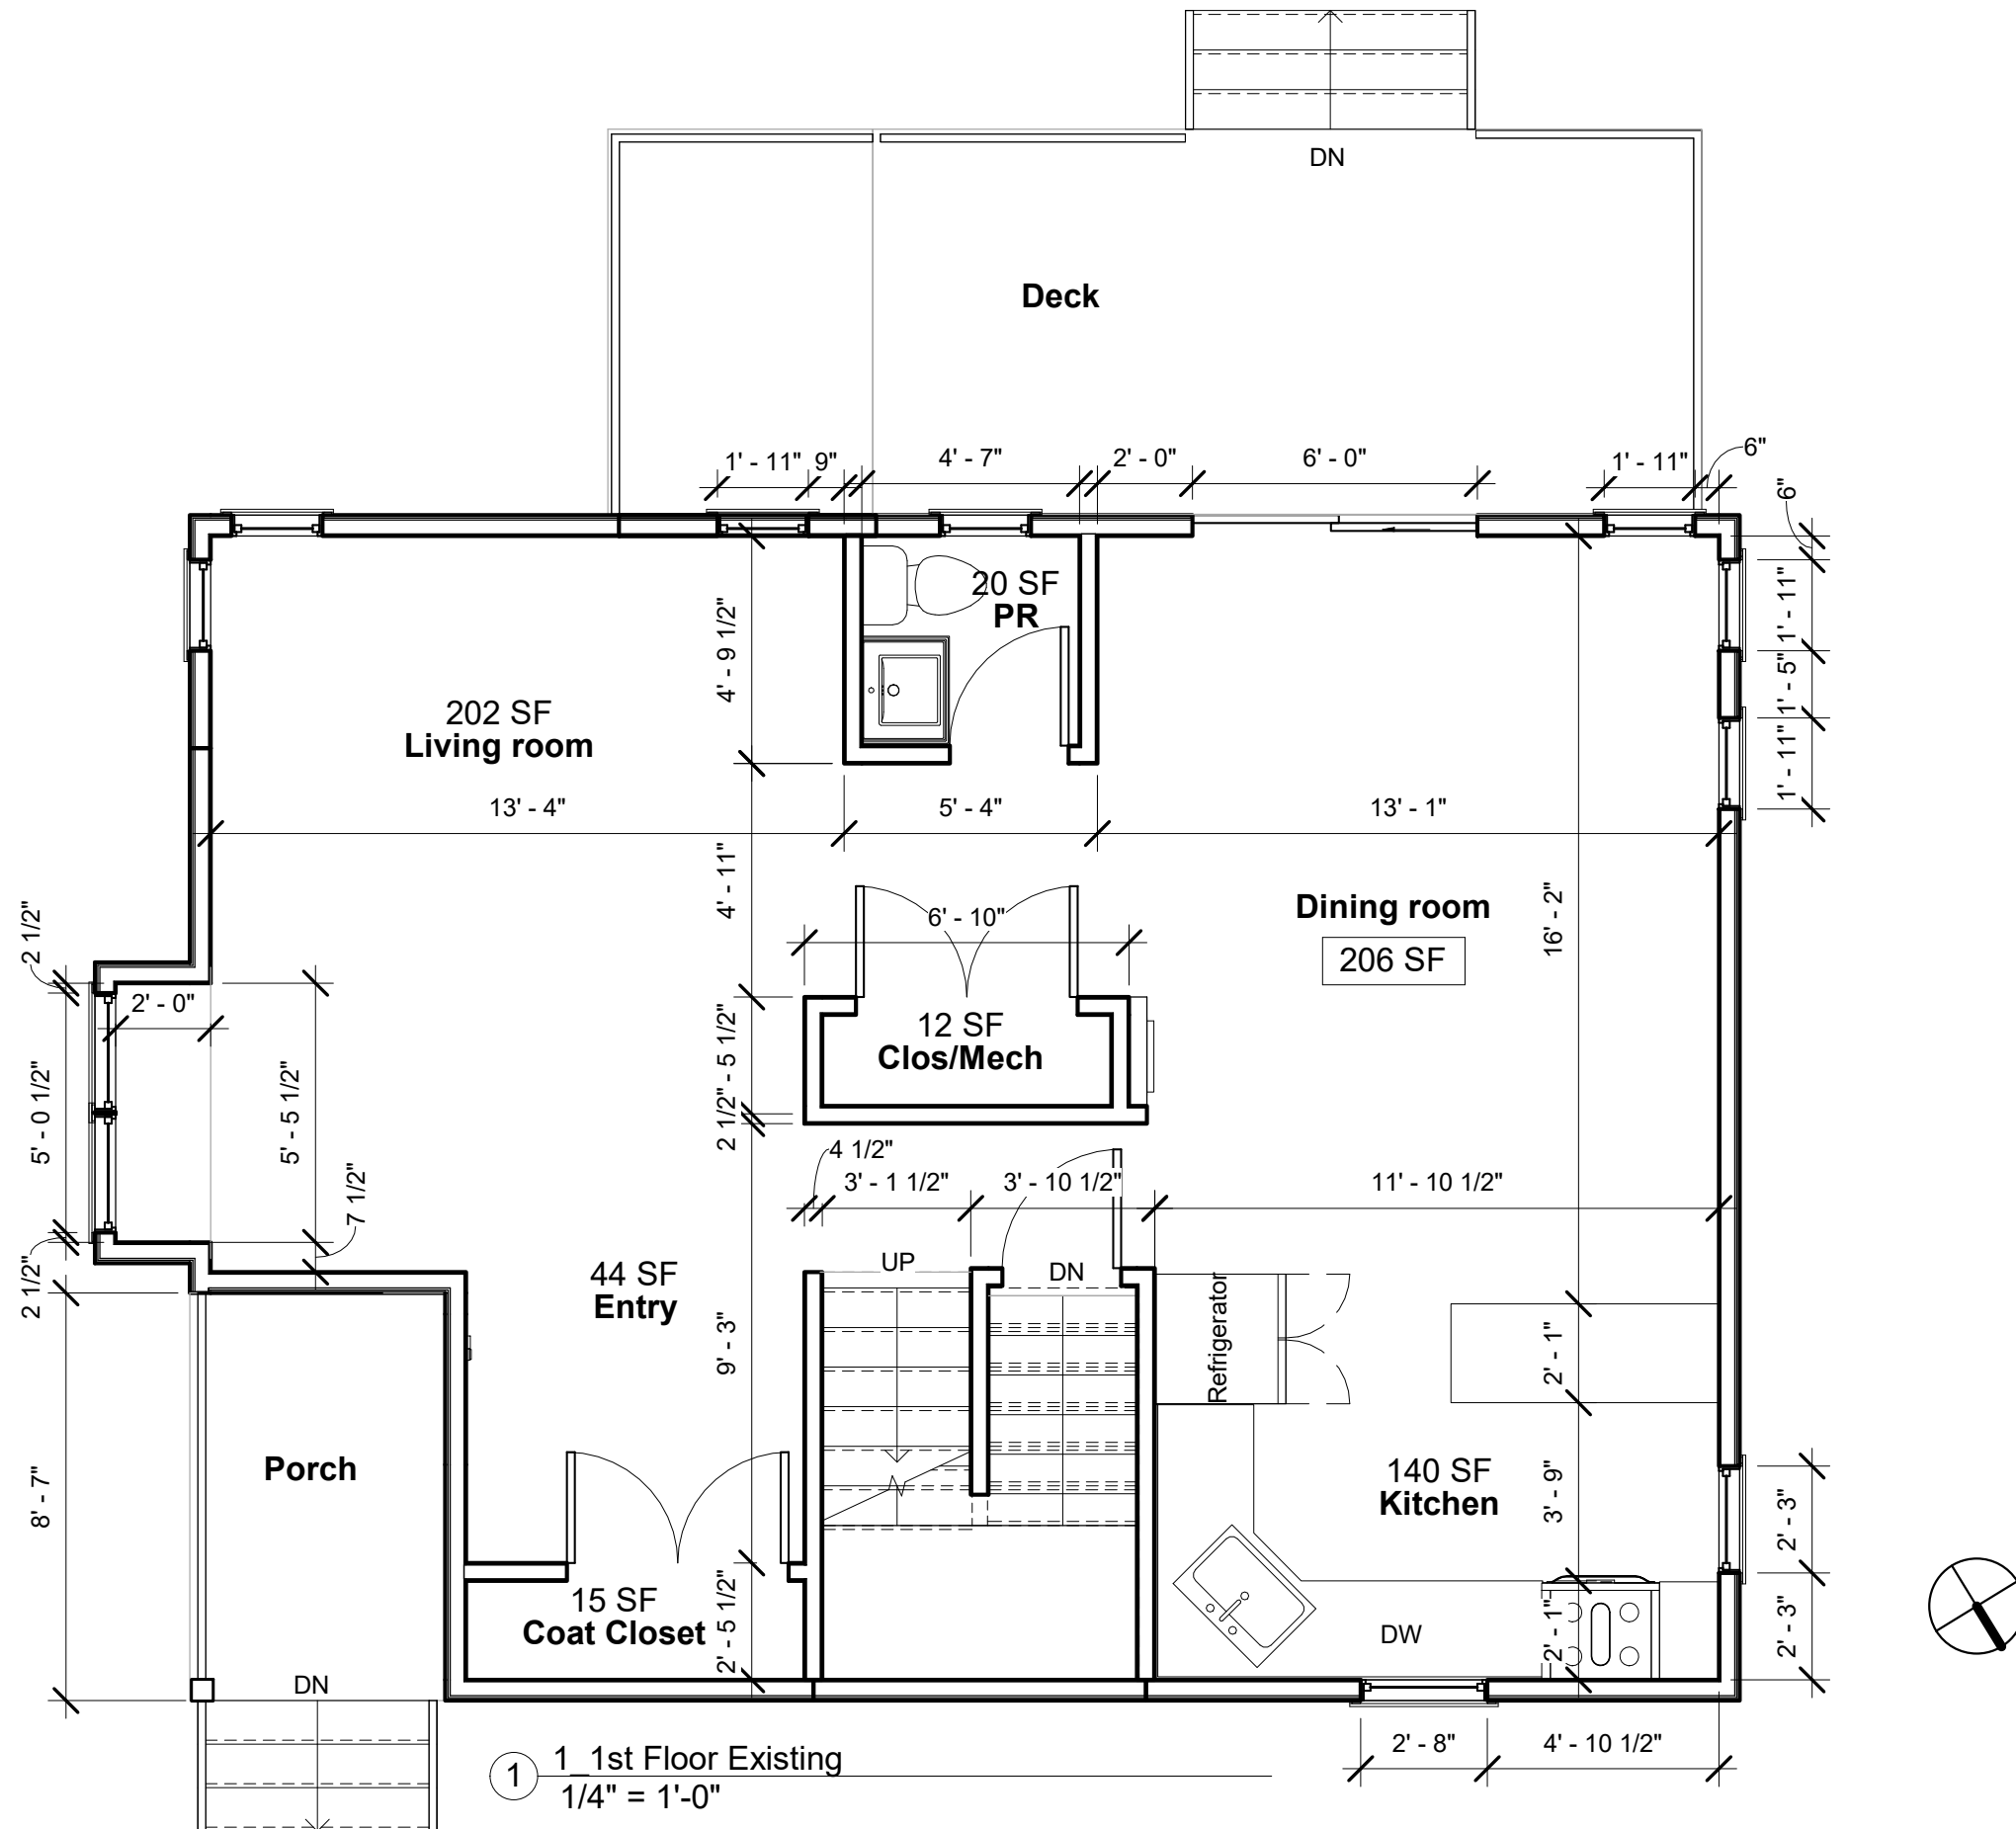 DN
Deck
1' - 11"
9"
4' - 7"
2' - 0"
6' - 0"
1' - 11"
6"
6"
20 SF
PR
4' - 9 1/2"
1' - 11"
1' - 5"
1' - 11"
202 SF
Living room
13' - 4"
5' - 4"
13' - 1"
4' - 11"
6' - 10"
Dining room
206 SF
16' - 2"
2 1/2"
2' - 0"
12 SF
Clos/Mech
5' - 0 1/2"
5' - 5 1/2"
2 1/2" - 5 1/2"
7 1/2"
4 1/2"
3' - 1 1/2"
3' - 10 1/2"
11' - 10 1/2"
2 1/2"
44 SF
Entry
UP
DN
Refrigerator
9' - 3"
2' - 1"
Porch
8' - 7"
140 SF
Kitchen
3' - 9"
2' - 3"
15 SF
Coat Closet
2' - 5 1/2"
DW
2' - 1"
2' - 3"
DN
2' - 8"
4' - 10 1/2"
1
1_1st Floor Existing
1/4" = 1'-0"